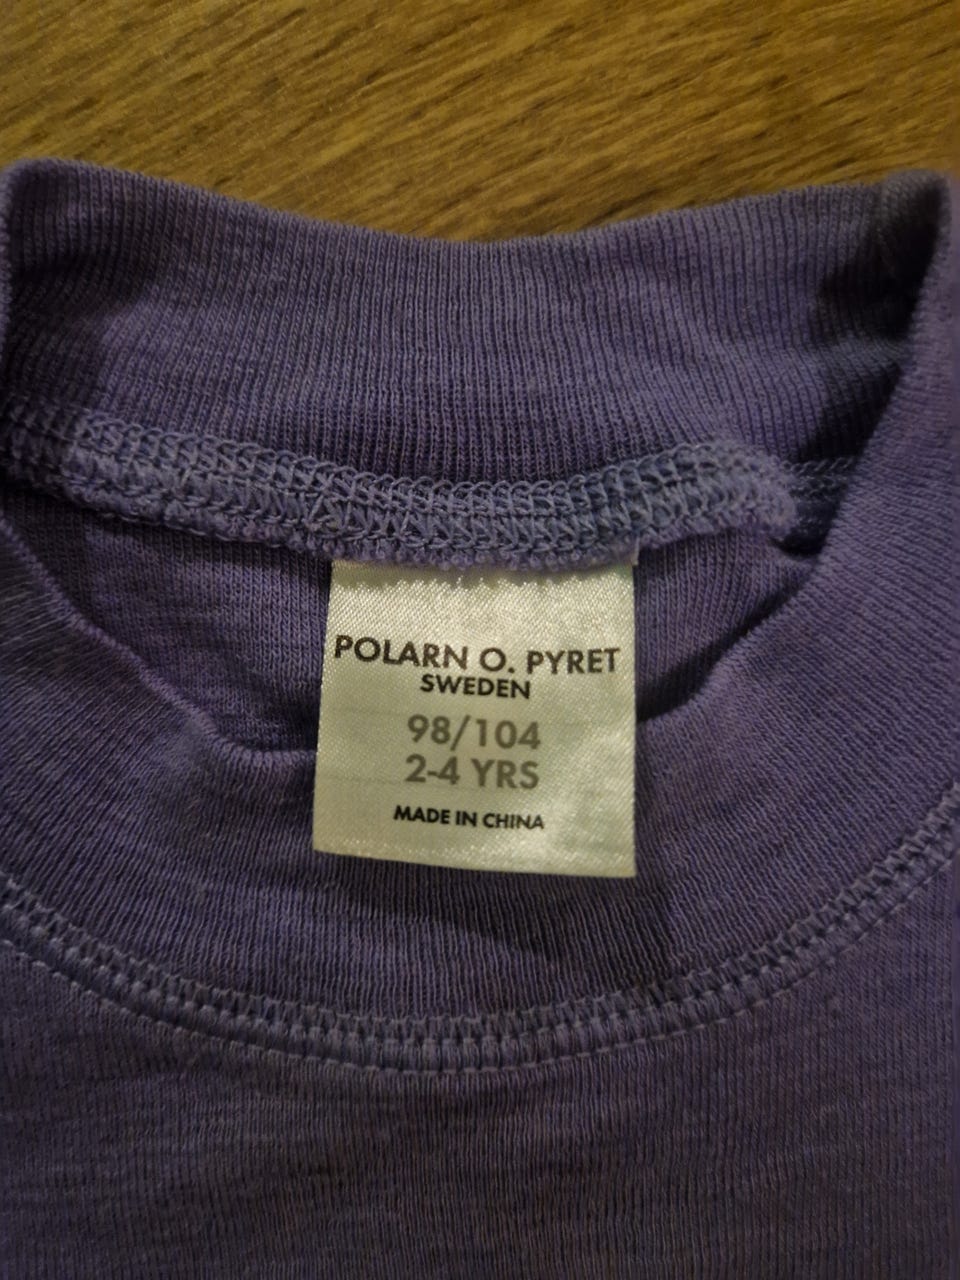 POLARN O. PYRET
SWEDEN
98/104
2-4 YRS
MADE IN CHINA